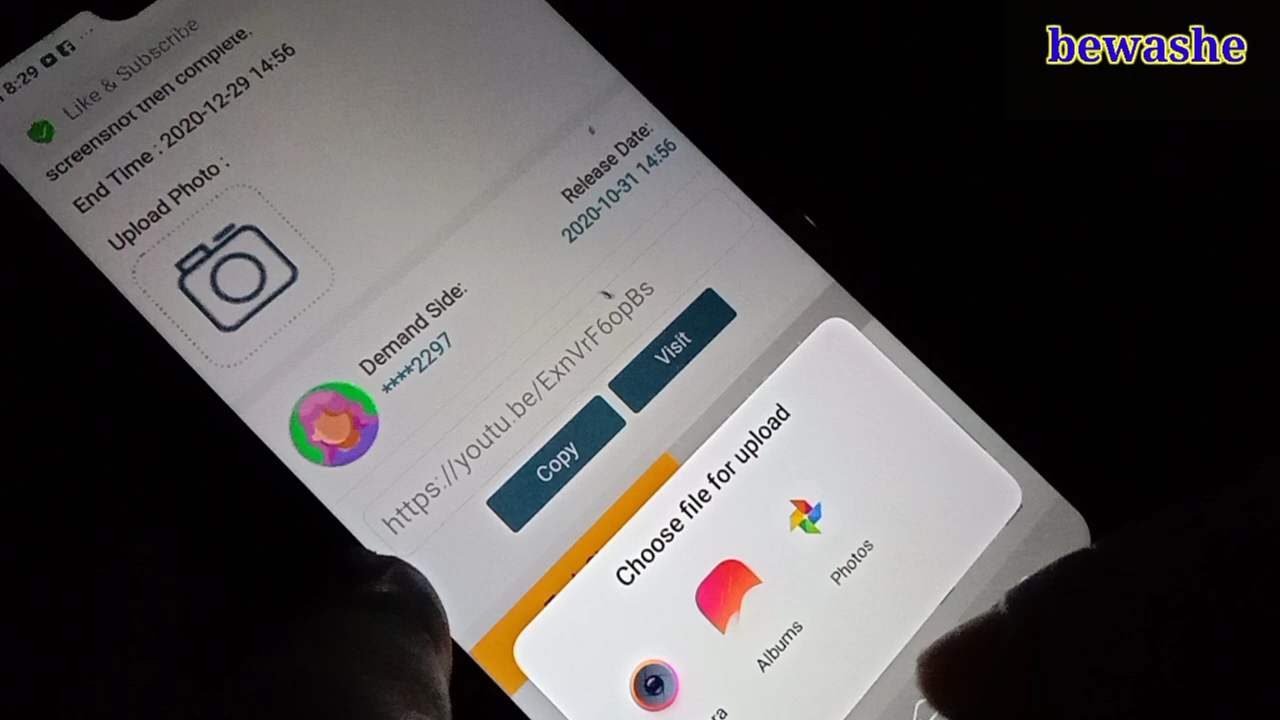 bewashe
8:29
Like & Subscribe
screenshot then complete.
End Time : 2020-12-29 14:56
Upload Photo :
Release Date:
2020-10-31 14:56
Demand Side:
****2297
https://youtu.be/ExnVrF6opBs
Copy
Visit
Choose file for upload
Photos
Albums
ra